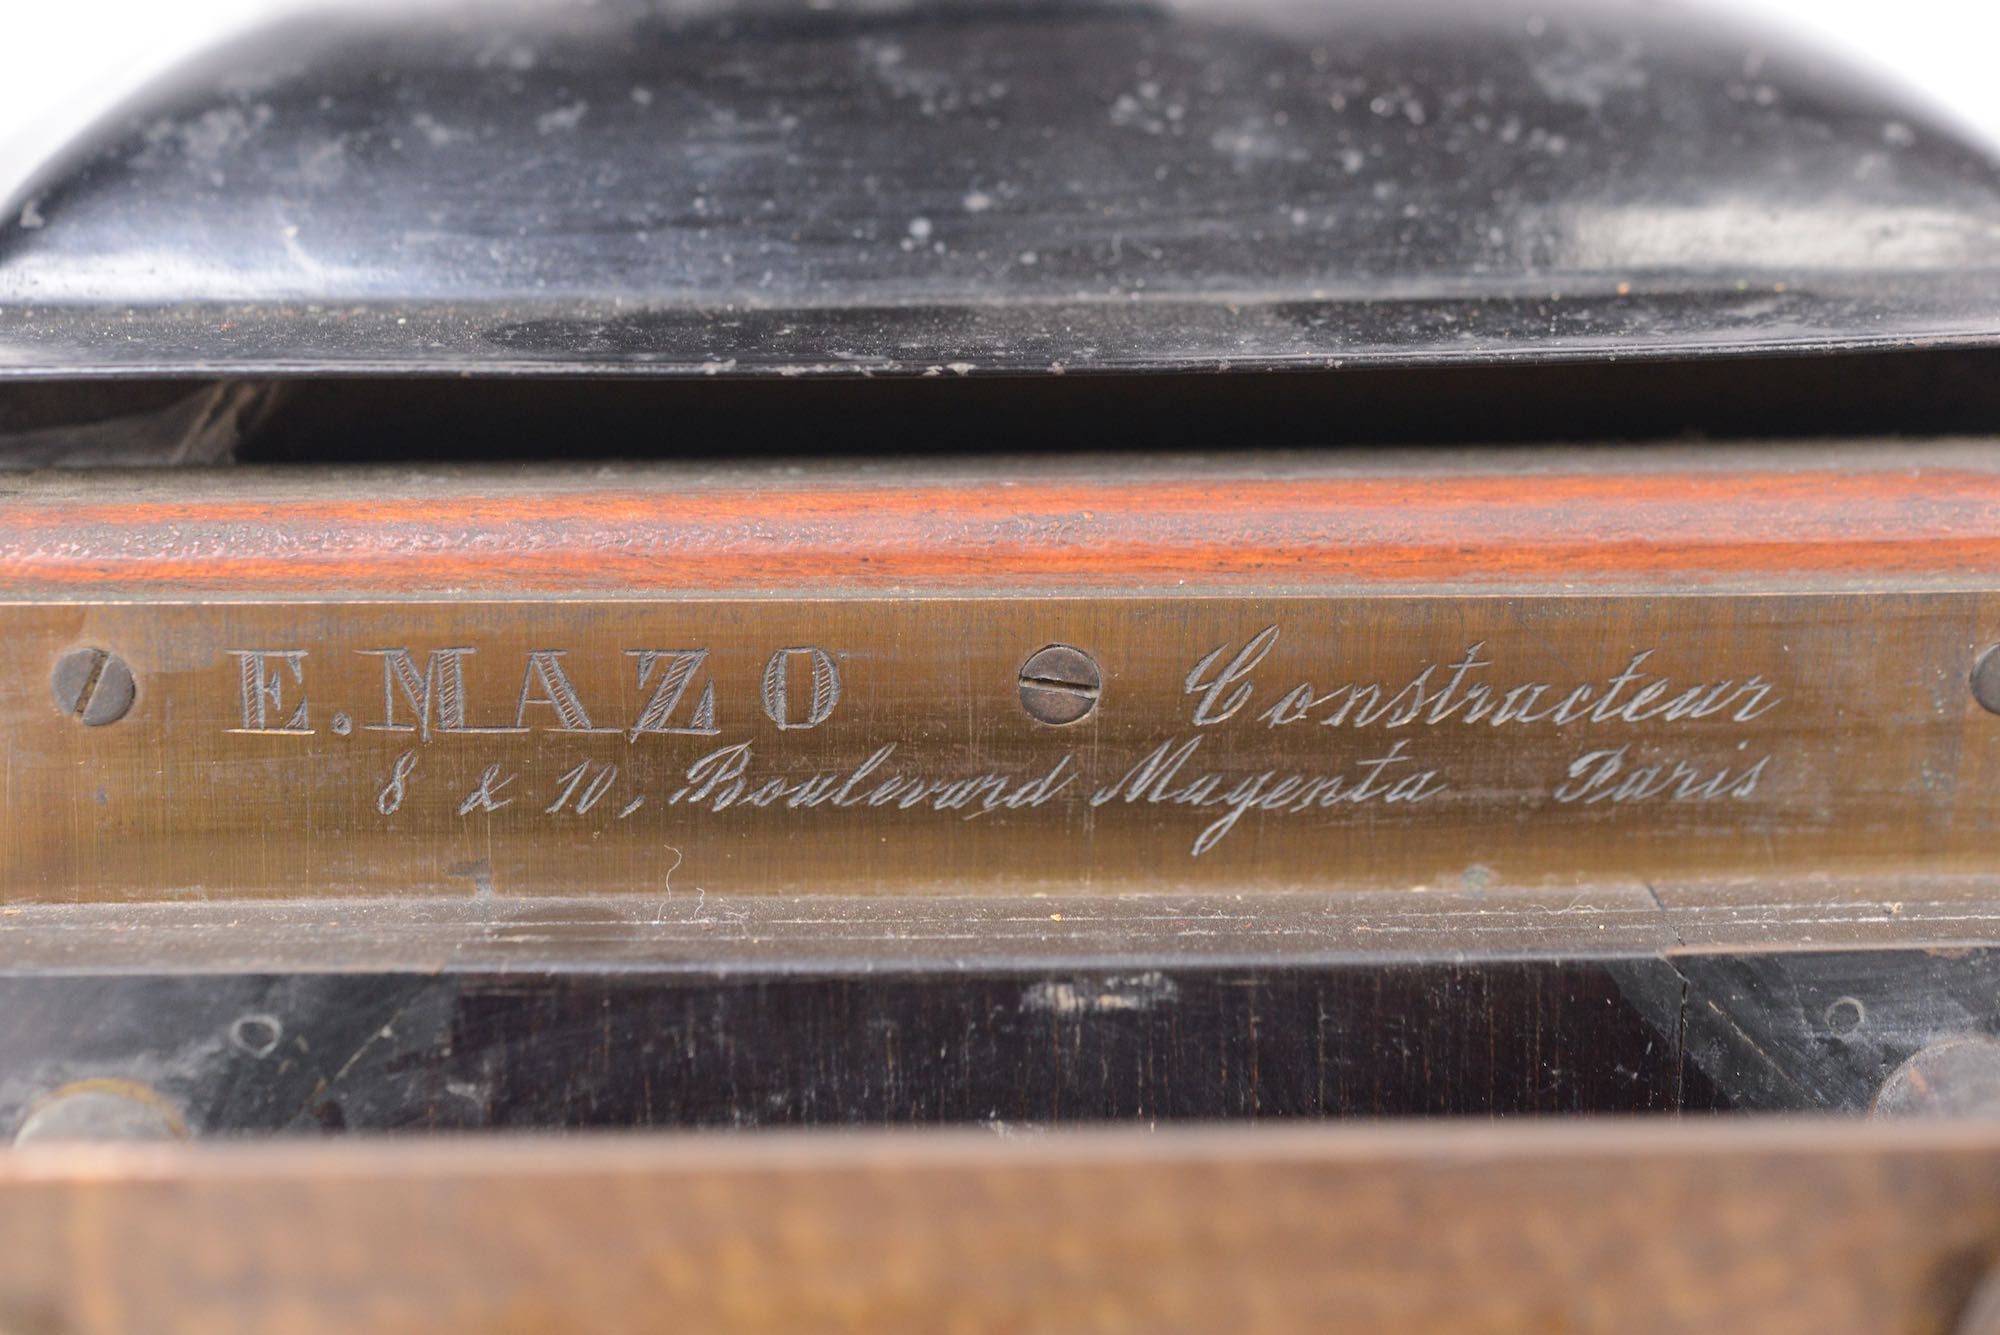 E. MAZO Constructeur
8 & 10, Boulevard Magenta Paris